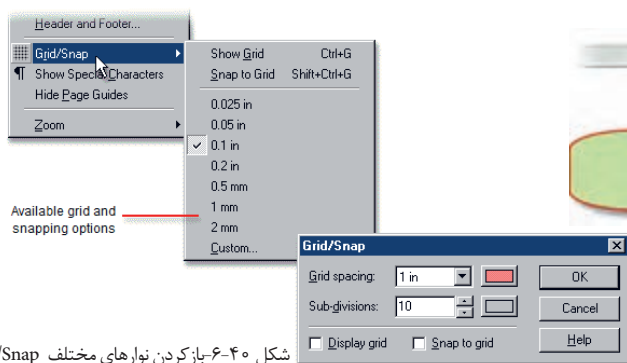 Header and Footer...
Grid/Snap
Show Special Characters
Hide Page Guides
Zoom
Show Grid Ctrl+G
Snap to Grid Shift+Ctrl+G
0.025 in
0.05 in
0.1 in
0.2 in
0.5 mm
1 mm
2 mm
Custom...
Available grid and
snapping options
Grid/Snap
Grid spacing: 1 in OK
Sub-divisions: 10 Cancel
Display grid Snap to grid Help
شکل ۴۰-۶-بازکردن نوارهای مختلف Snap/